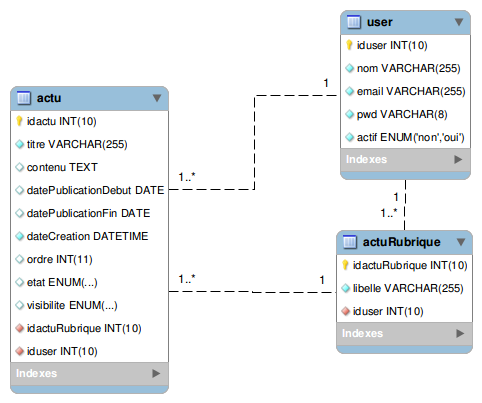 user
iduser INT(10)
nom VARCHAR(255)
email VARCHAR(255)
pwd VARCHAR(8)
actif ENUM('non','oui')
Indexes
1
1
1..*
actu
idactu INT(10)
titre VARCHAR(255)
contenu TEXT
datePublicationDebut DATE
datePublicationFin DATE
dateCreation DATETIME
ordre INT(11)
etat ENUM(...)
visibilite ENUM(...)
idactuRubrique INT(10)
iduser INT(10)
Indexes
1..*
1..*
1
actuRubrique
idactuRubrique INT(10)
libelle VARCHAR(255)
iduser INT(10)
Indexes